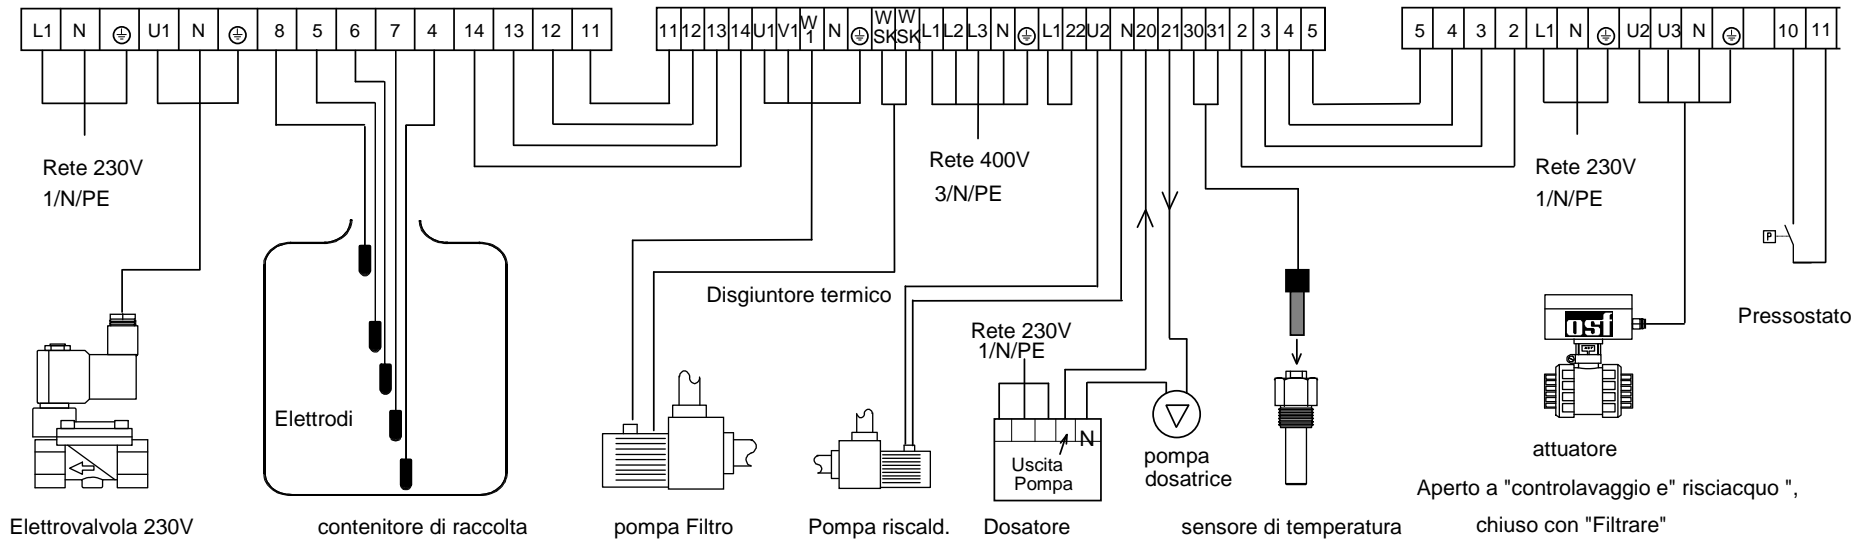 L1 N U1 N 8 5 6 7 4 14 13 12 11
11 12 13 14 U1 V1 W1 N WSK WSK L1 L2 L3 N L1 22 U2 N 20 21 30 31 2 3 4 5
5 4 3 2 L1 N U2 U3 N 10 11
Rete 230V
1/N/PE
Rete 400V
3/N/PE
Rete 230V
1/N/PE
P
Disgiuntore termico
Rete 230V
1/N/PE
osf
Pressostato
Elettrodi
N
Uscita
Pompa
pompa
dosatrice
attuatore
Aperto a "controlavaggio e" risciacquo ",
chiuso con "Filtrare"
Elettrovalvola 230V
contenitore di raccolta
pompa Filtro
Pompa riscald.
Dosatore
sensore di temperatura